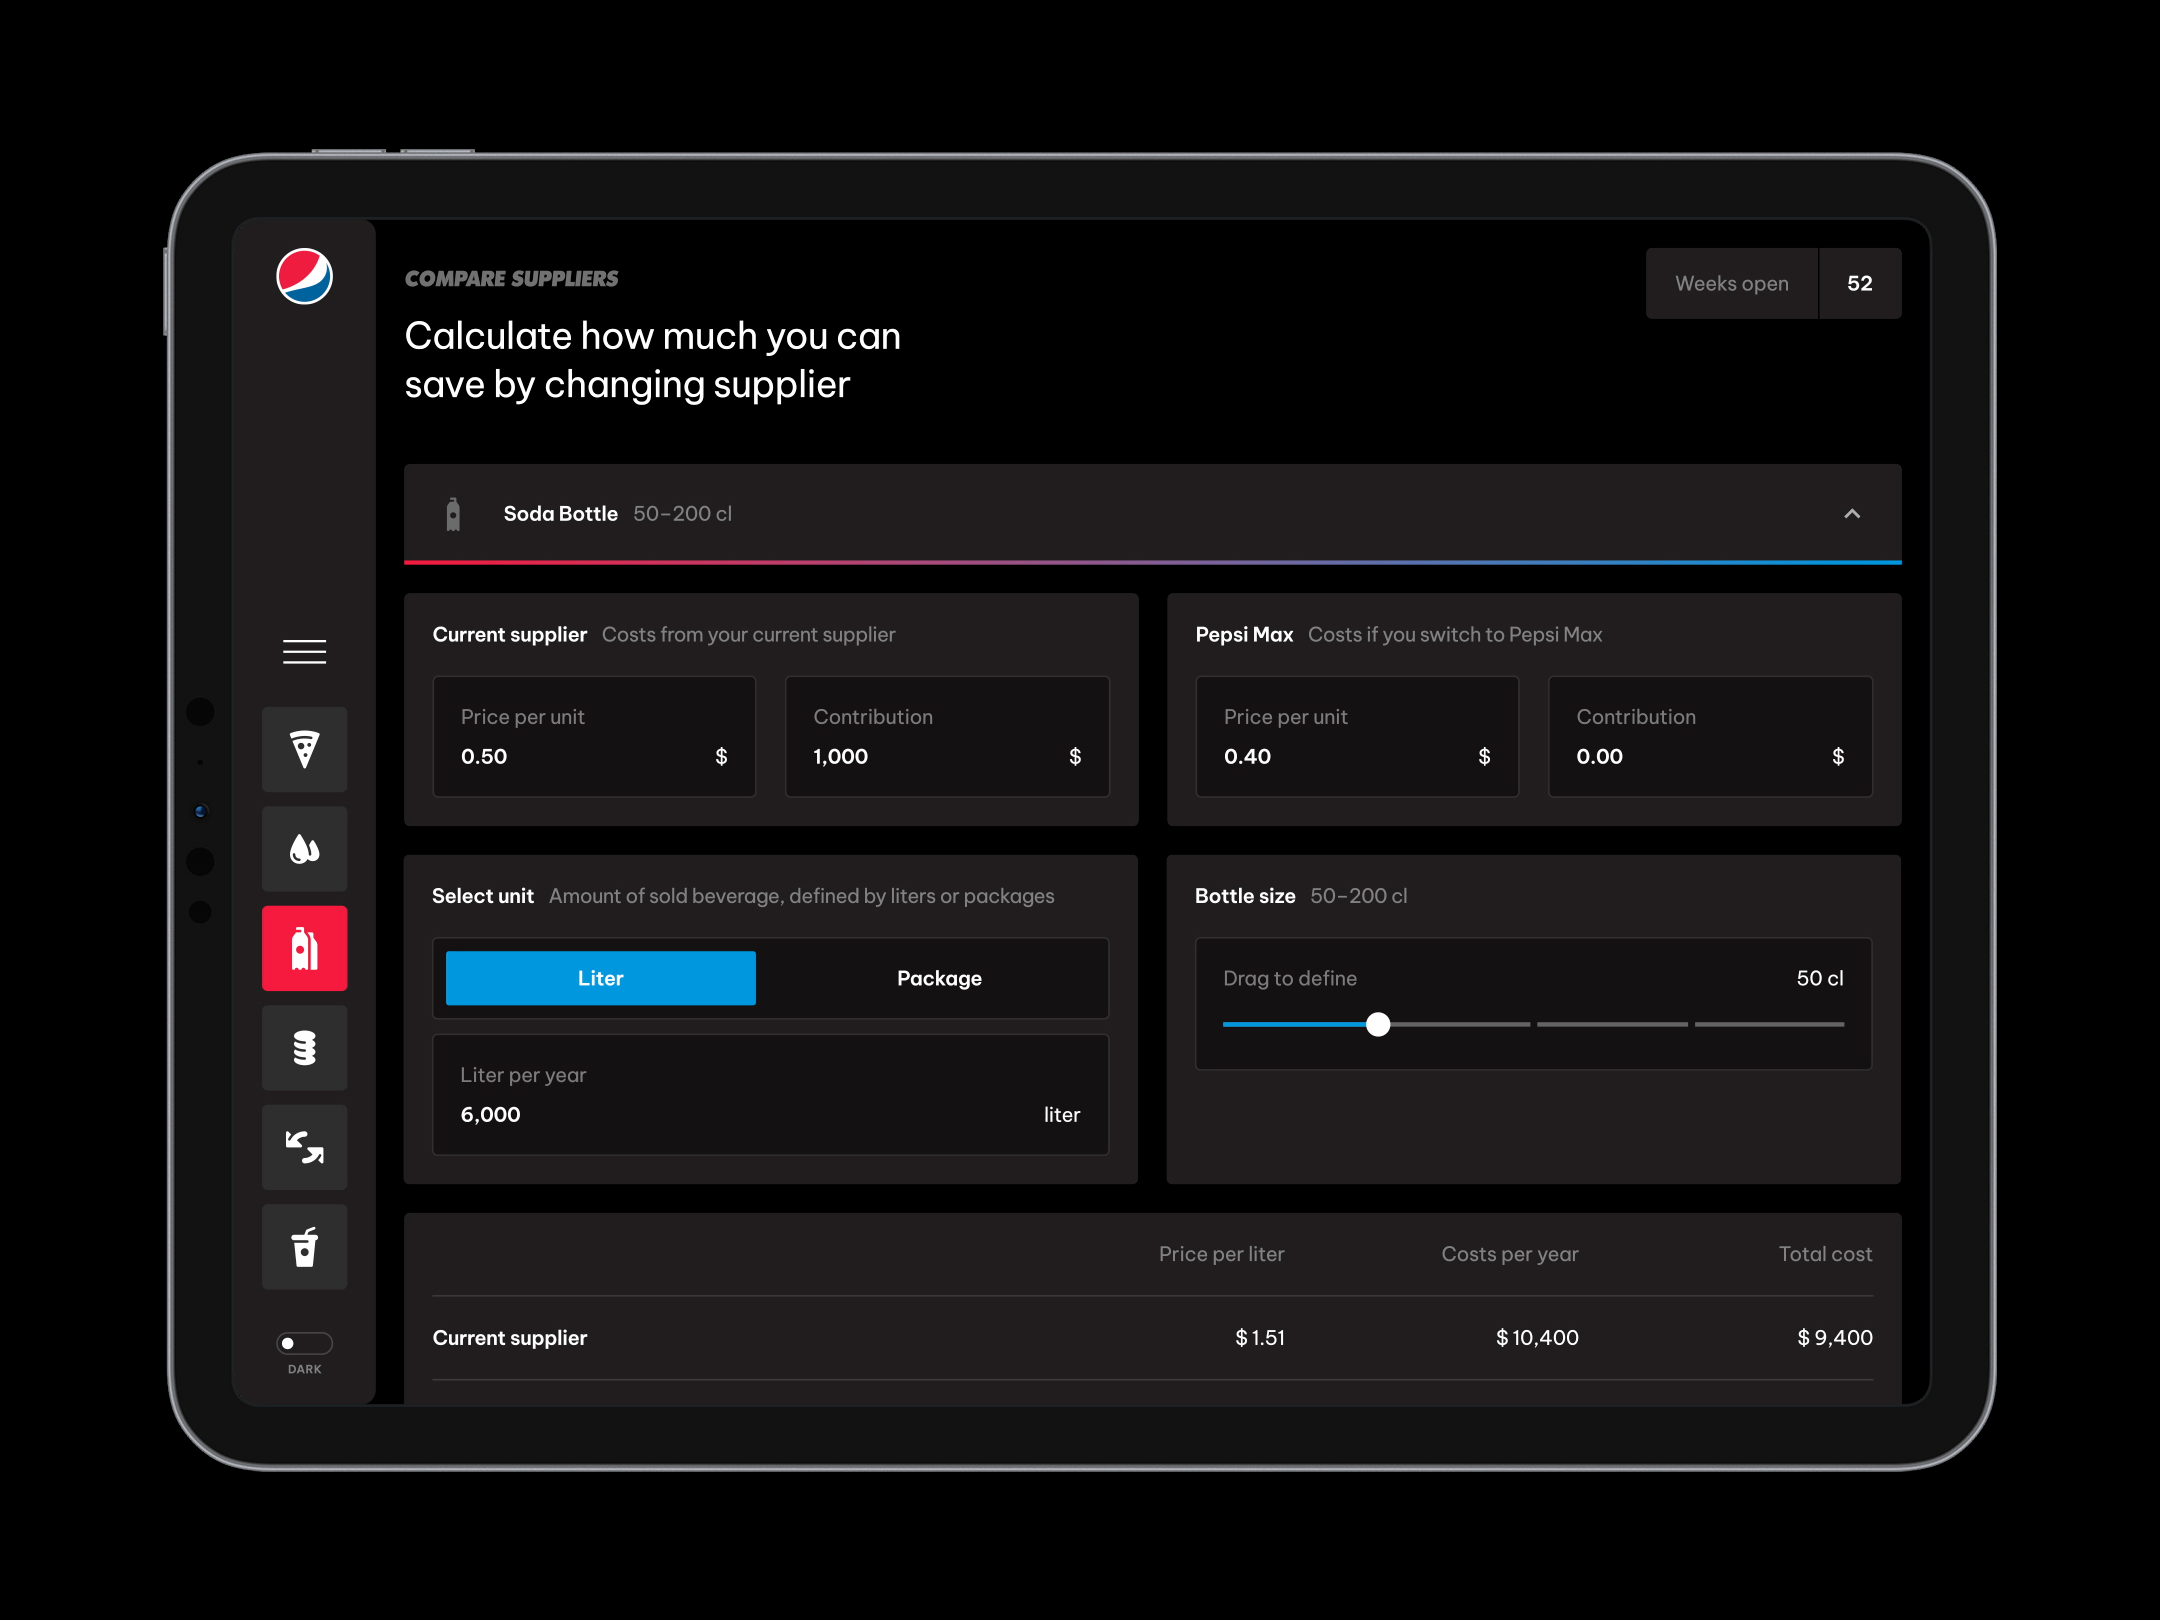 COMPARE SUPPLIERS
Calculate how much you can
save by changing supplier
Weeks open 52
Soda Bottle 50–200 cl
Current supplier Costs from your current supplier
Price per unit
0.50 $
Contribution
1,000 $
Pepsi Max Costs if you switch to Pepsi Max
Price per unit
0.40 $
Contribution
0.00 $
Select unit Amount of sold beverage, defined by liters or packages
Liter Package
Liter per year
6,000 liter
Bottle size 50–200 cl
Drag to define 50 cl
Price per liter Costs per year Total cost
Current supplier $ 1.51 $ 10,400 $ 9,400
DARK